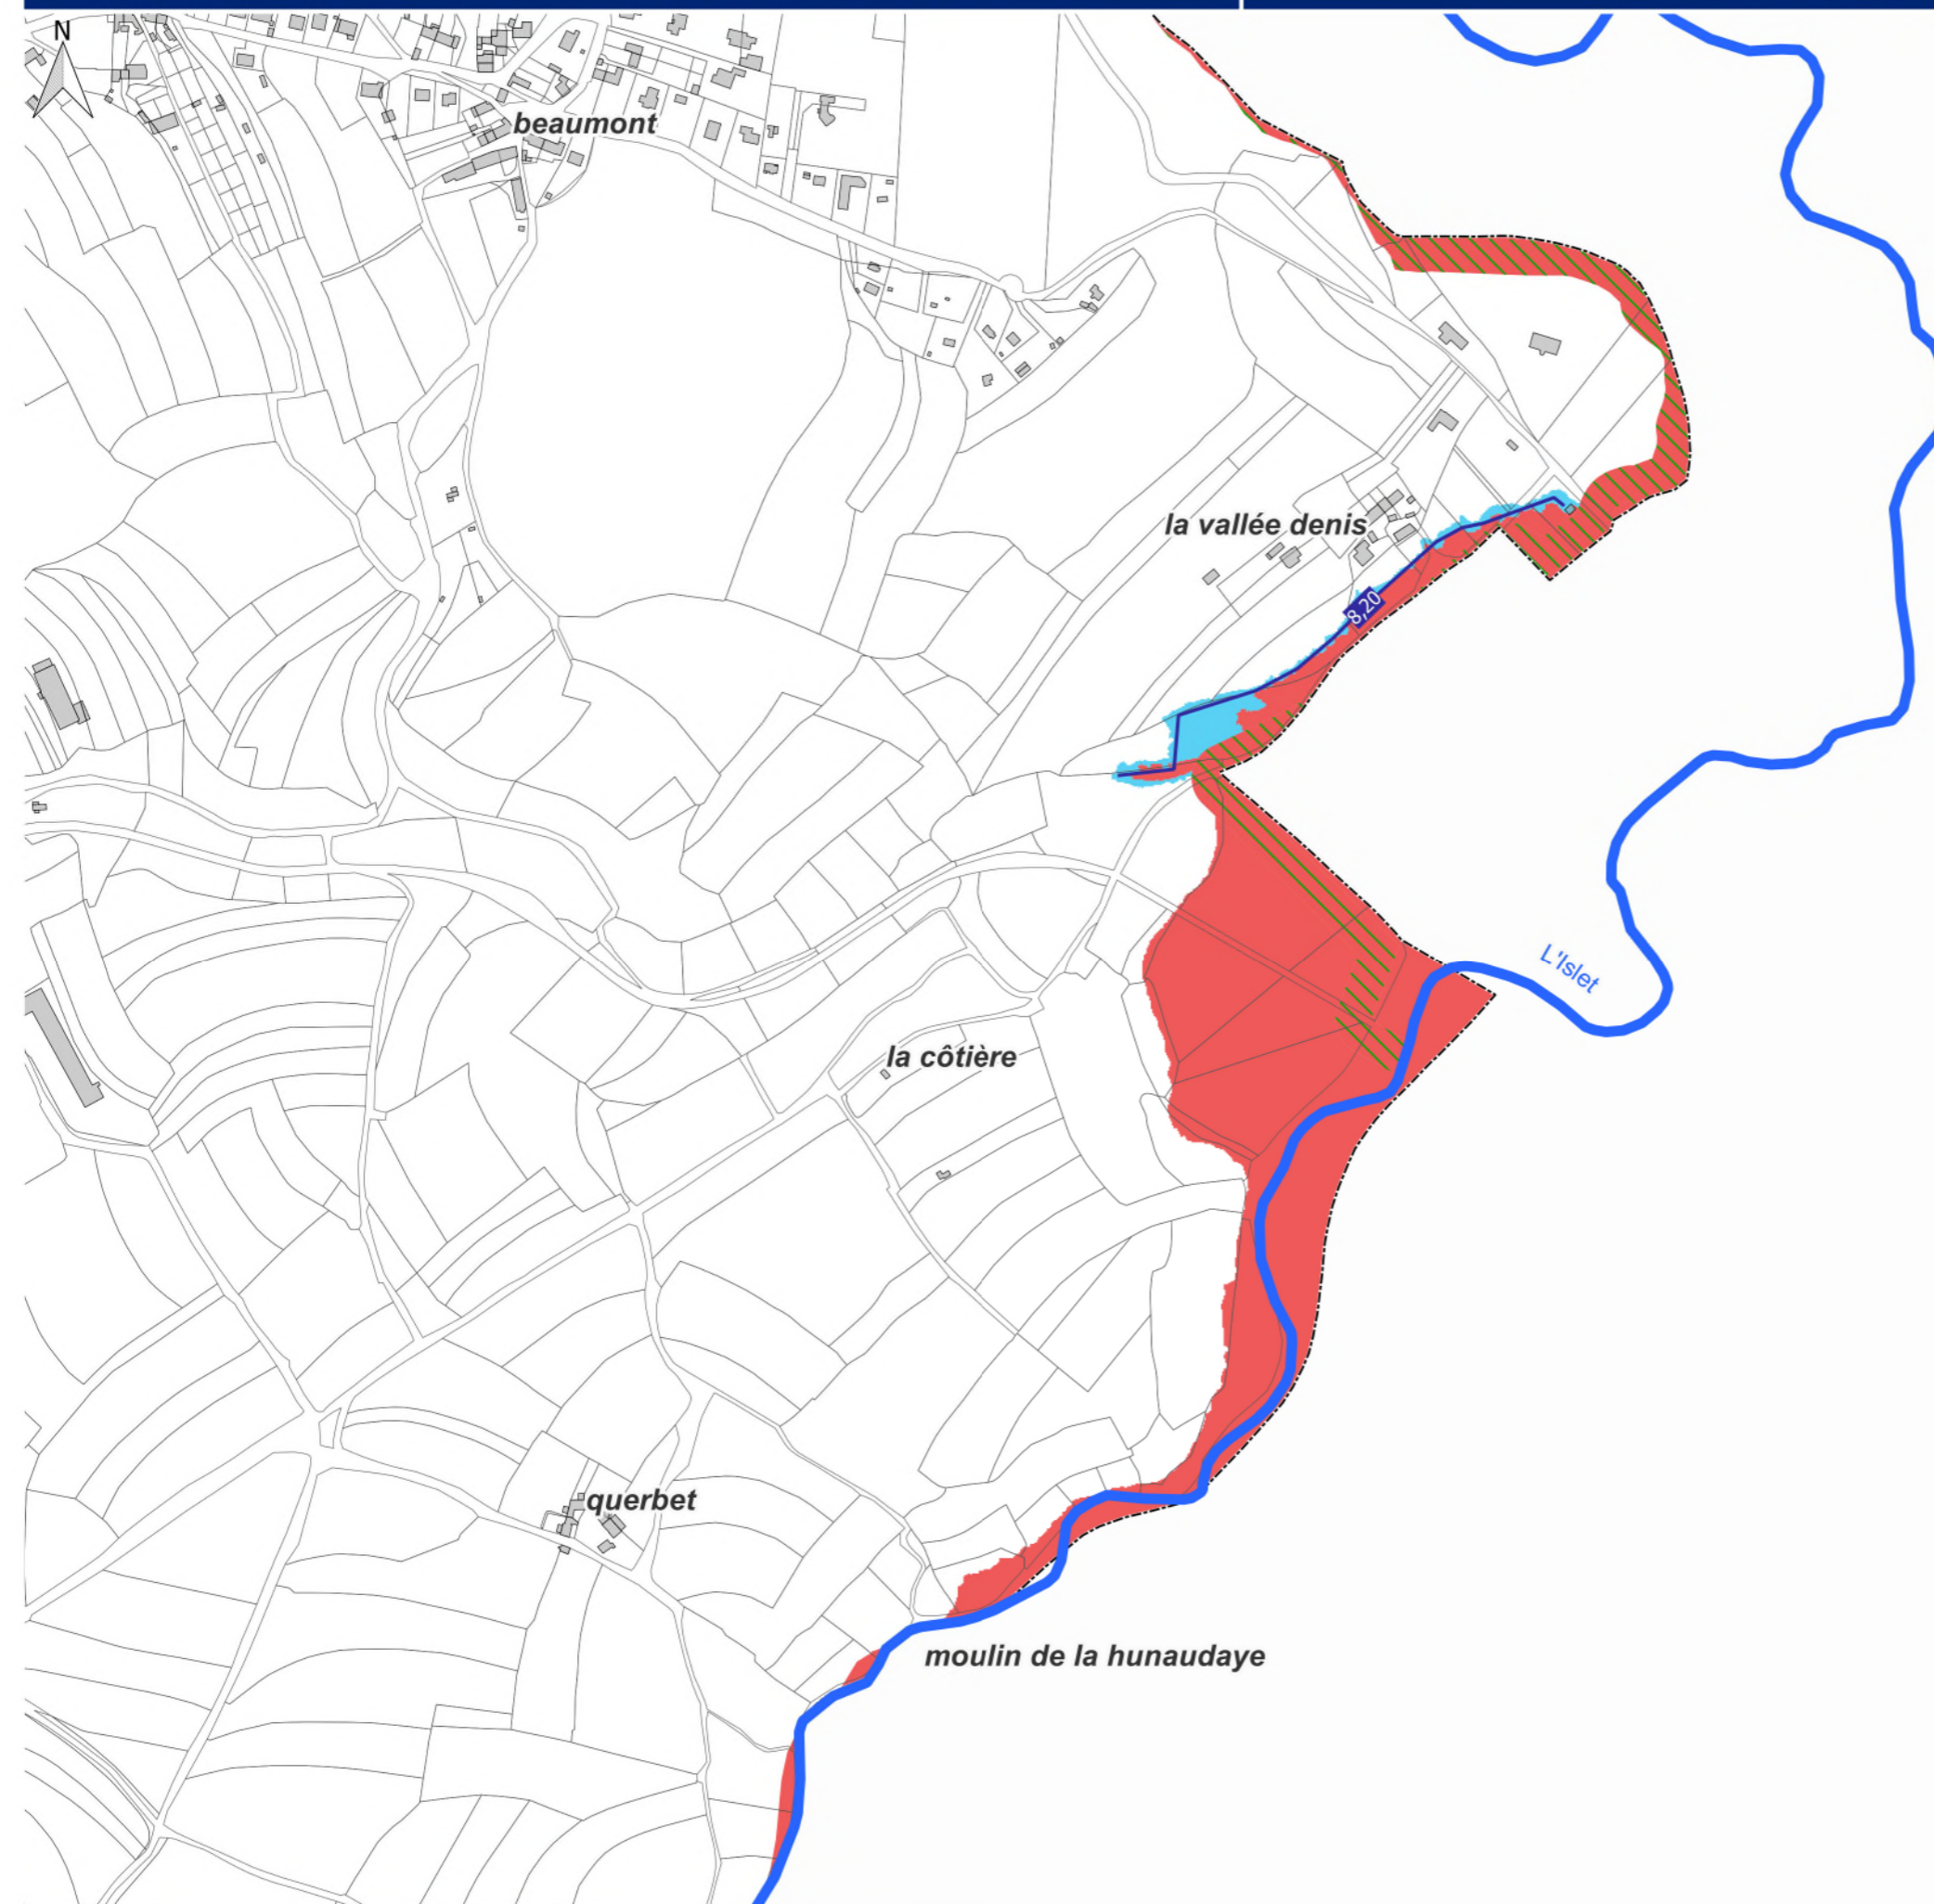 N
beaumont
la vallée denis
8,20
L'Islet
la côtière
querbet
moulin de la hunaudaye